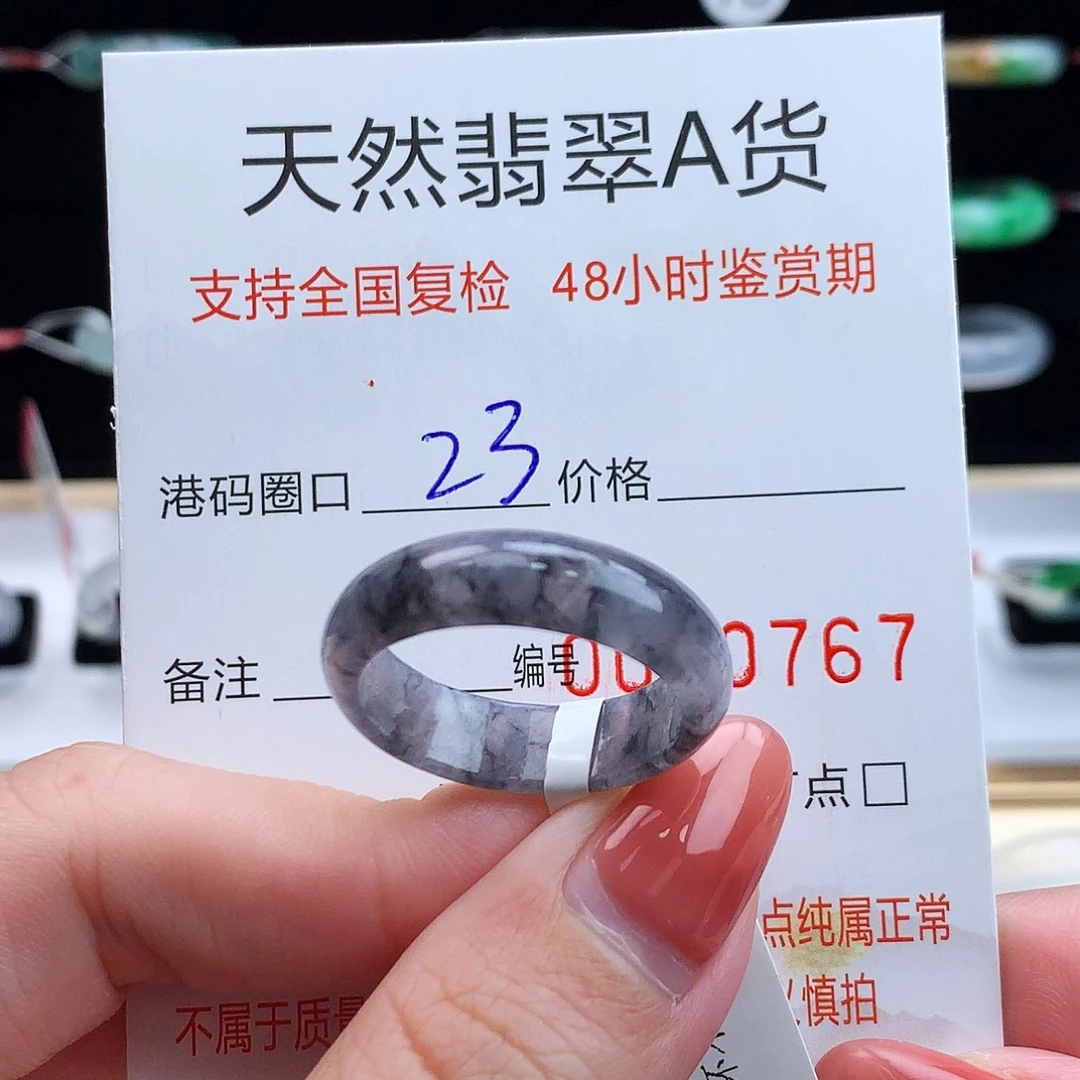 天然翡翠A货
支持全国复检 48小时鉴赏期
港码圈口 23 价格
备注 编号 00 0767
点□
点纯属正常
不属于质 慎拍